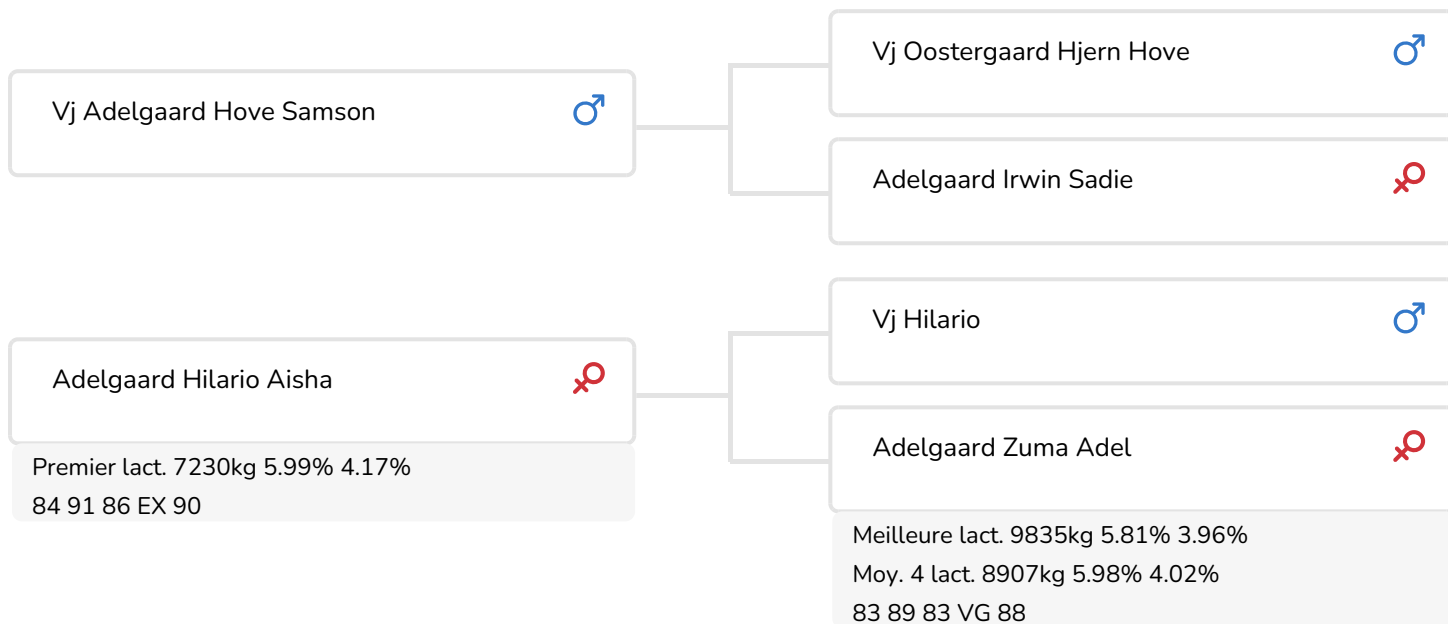 Vj Adelgaard Hove Samson
Vj Oostergaard Hjern Hove
Adelgaard Irwin Sadie
Adelgaard Hilario Aisha
Premier lact. 7230kg 5.99% 4.17%
84 91 86 EX 90
Vj Hilario
Adelgaard Zuma Adel
Meilleure lact. 9835kg 5.81% 3.96%
Moy. 4 lact. 8907kg 5.98% 4.02%
83 89 83 VG 88